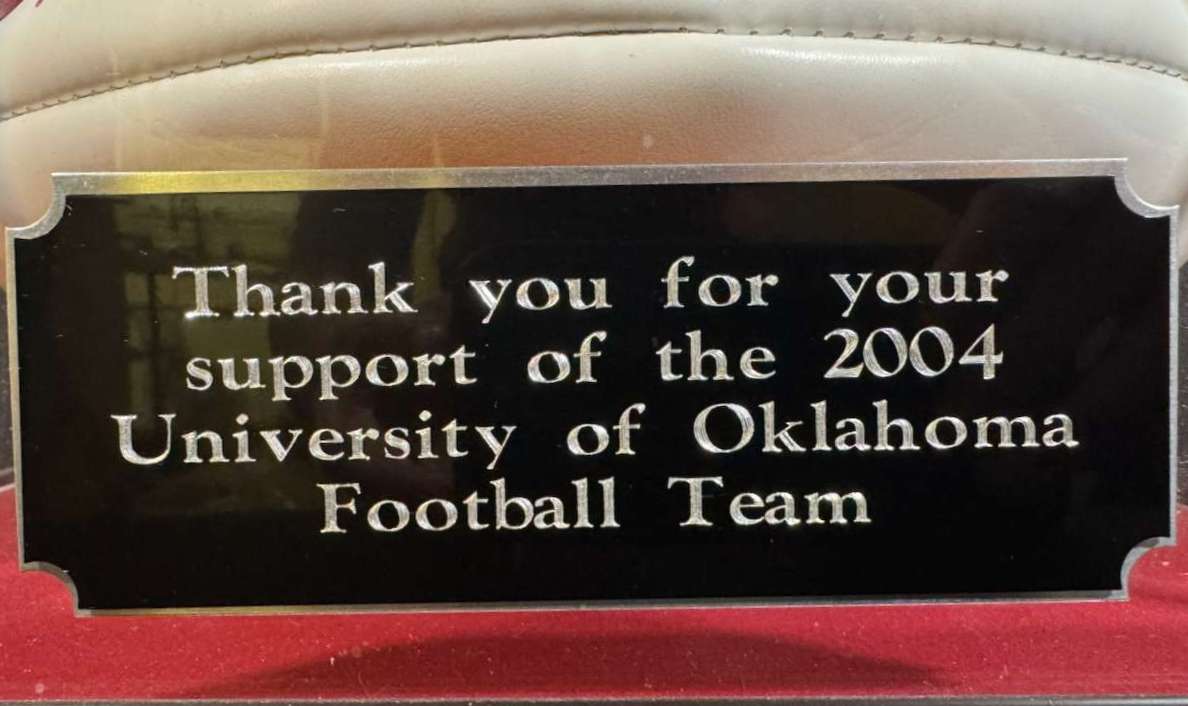 Thank you for your
support of the 2004
University of Oklahoma
Football Team